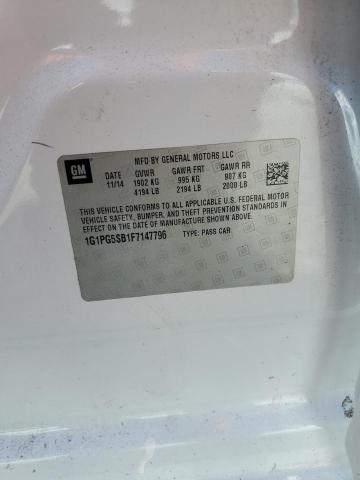 MFD BY GENERAL MOTORS LLC
GM DATE GVWR GAWR FRT GAWR RR
11/14 1902 KG 995 KG 907 KG
4194 LB 2194 LB 2000 LB
THIS VEHICLE CONFORMS TO ALL APPLICABLE U.S. FEDERAL MOTOR
VEHICLE SAFETY, BUMPER, AND THEFT PREVENTION STANDARDS IN
EFFECT ON THE DATE OF MANUFACTURE SHOWN ABOVE.
1G1PG5SB1F7147796 TYPE: PASS CAR